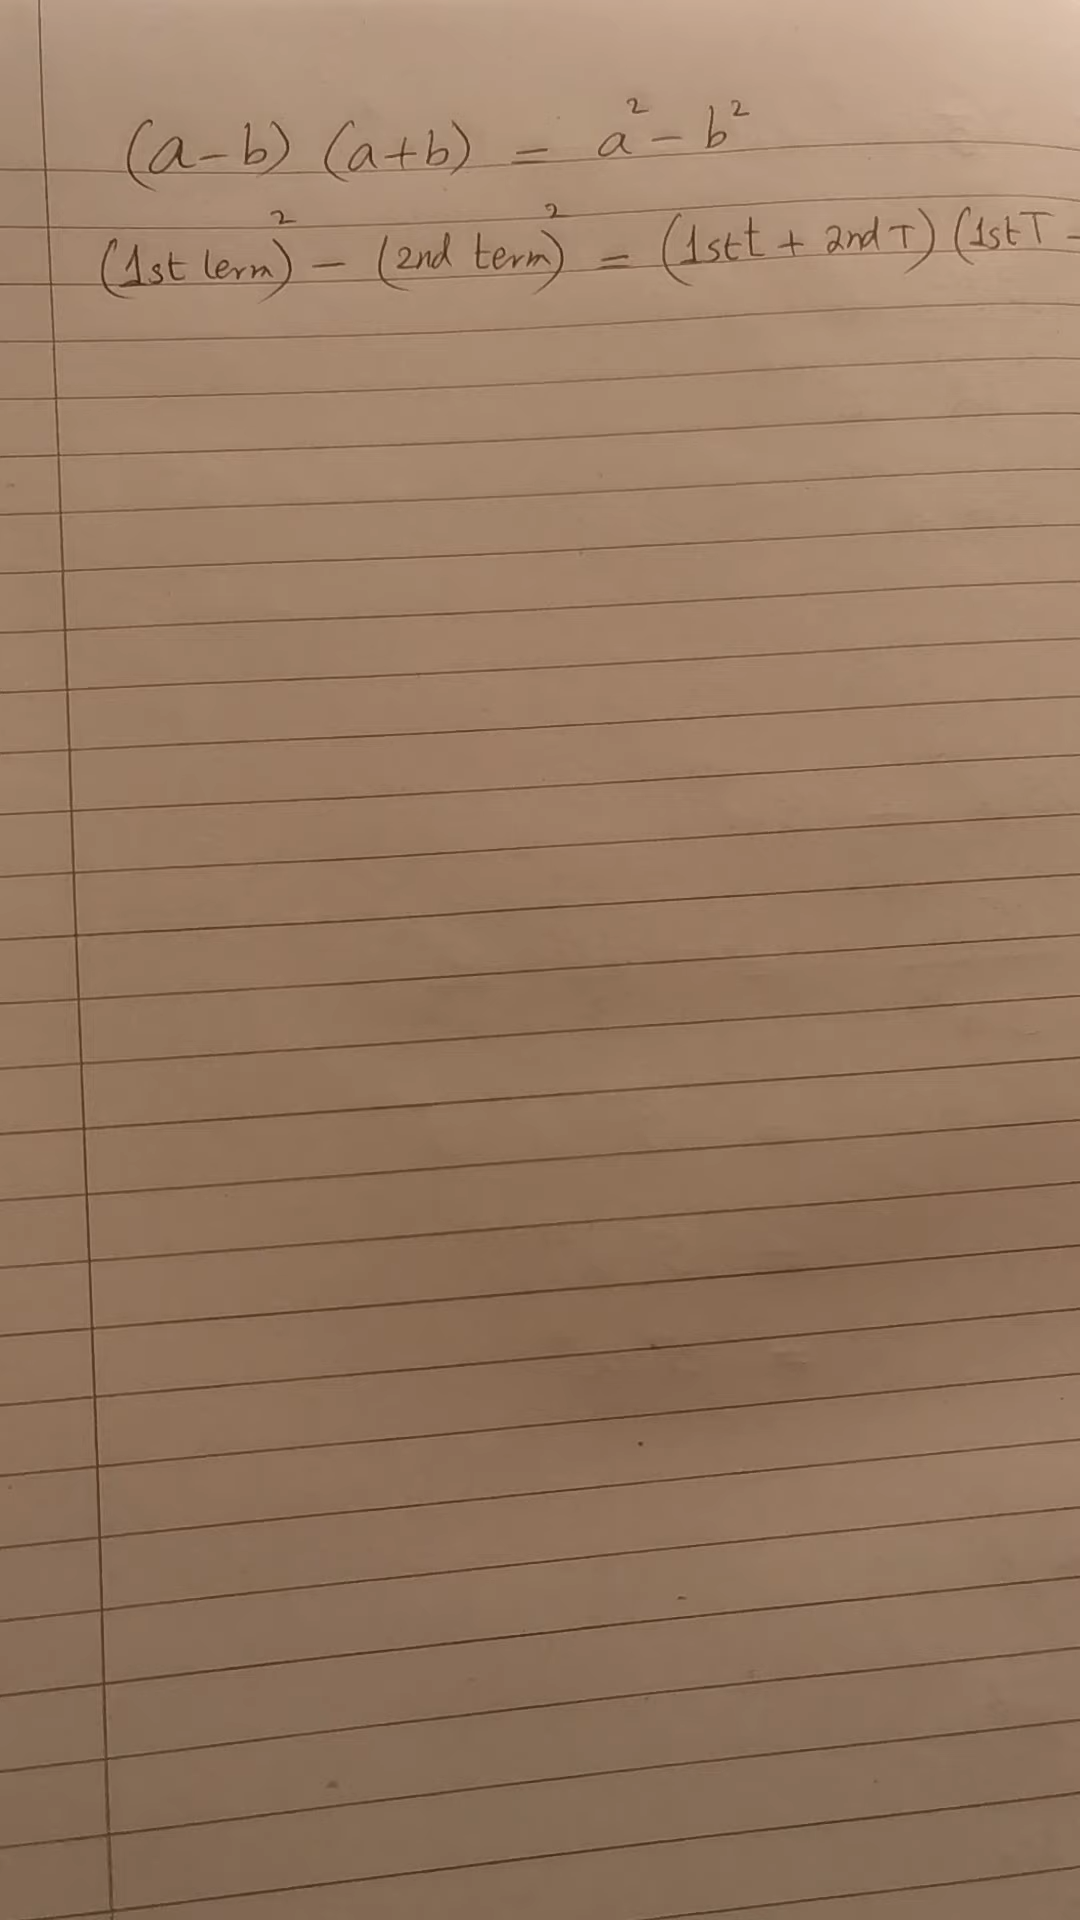 (a-b) (a+b) = a² - b²
(1st term)² - (2nd term)² = (1st t + 2nd T) (1st T -